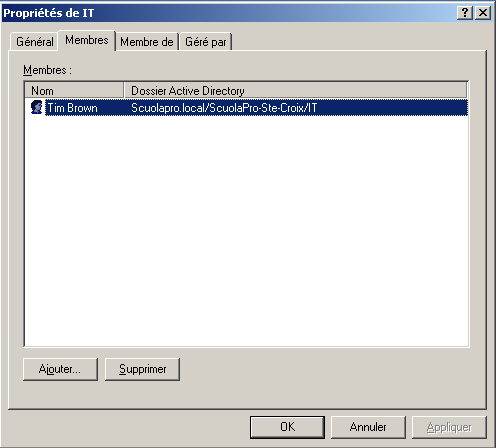 Propriétés de IT
Général Membres Membre de Géré par
Membres :
Nom Dossier Active Directory
Tim Brown Scuolapro.local/ScuolaPro-Ste-Croix/IT
Ajouter... Supprimer
OK Annuler Appliquer